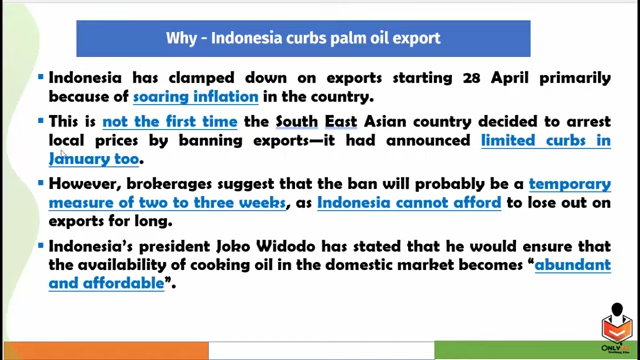 Why - Indonesia curbs palm oil export
Indonesia has clamped down on exports starting 28 April primarily
because of soaring inflation in the country.
This is not the first time the South East Asian country decided to arrest
local prices by banning exports—it had announced limited curbs in
January too.
However, brokerages suggest that the ban will probably be a temporary
measure of two to three weeks, as Indonesia cannot afford to lose out on
exports for long.
Indonesia's president Joko Widodo has stated that he would ensure that
the availability of cooking oil in the domestic market becomes “abundant
and affordable”.
ONLY